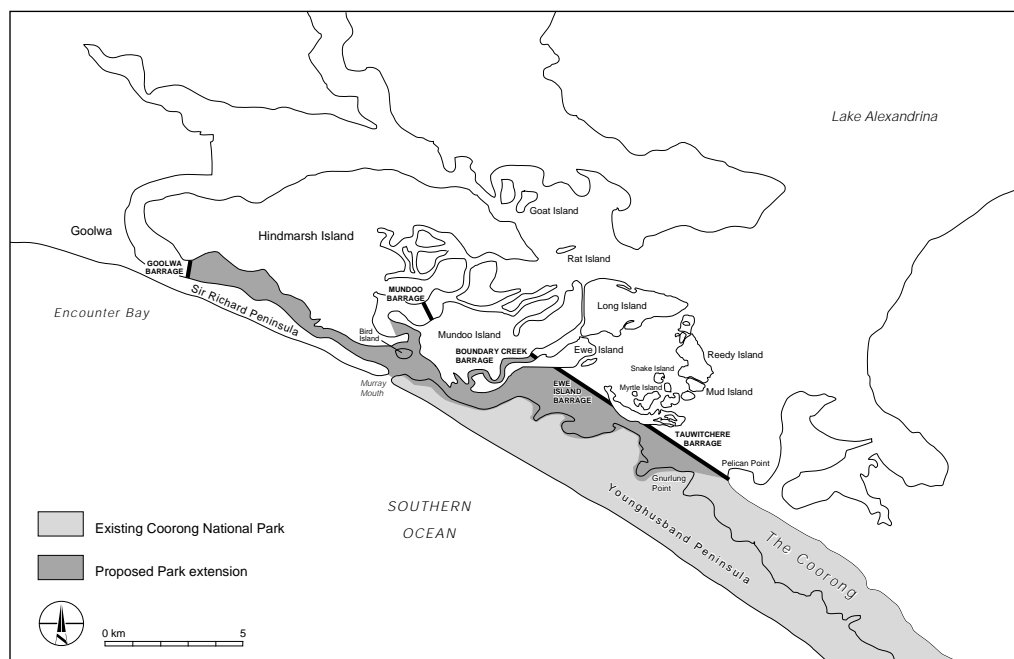 Lake Alexandrina
Goat Island
Goolwa
Hindmarsh Island
Rat Island
GOOLWA
BARRAGE
MUNDOO
BARRAGE
Long Island
Encounter Bay
Sir Richard Peninsula
Bird
Island
Mundoo Island
BOUNDARY CREEK
BARRAGE
Ewe Island
Reedy Island
Snake Island
Murray
Mouth
EWE
ISLAND
BARRAGE
Myrtle Island
Mud Island
TAUWITCHERE
BARRAGE
Pelican Point
Gnurlung
Point
SOUTHERN
OCEAN
Younghusband Peninsula
The Coorong
Existing Coorong National Park
Proposed Park extension
0 km 5